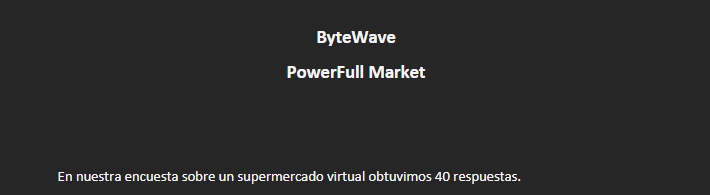 ByteWave
PowerFull Market
En nuestra encuesta sobre un supermercado virtual obtuvimos 40 respuestas.